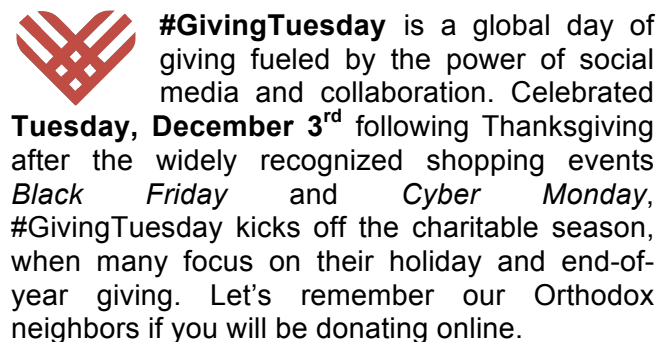 #GivingTuesday is a global day of
giving fueled by the power of social
media and collaboration. Celebrated
Tuesday, December 3rd following Thanksgiving
after the widely recognized shopping events
Black Friday and Cyber Monday,
#GivingTuesday kicks off the charitable season,
when many focus on their holiday and end-of-
year giving. Let’s remember our Orthodox
neighbors if you will be donating online.